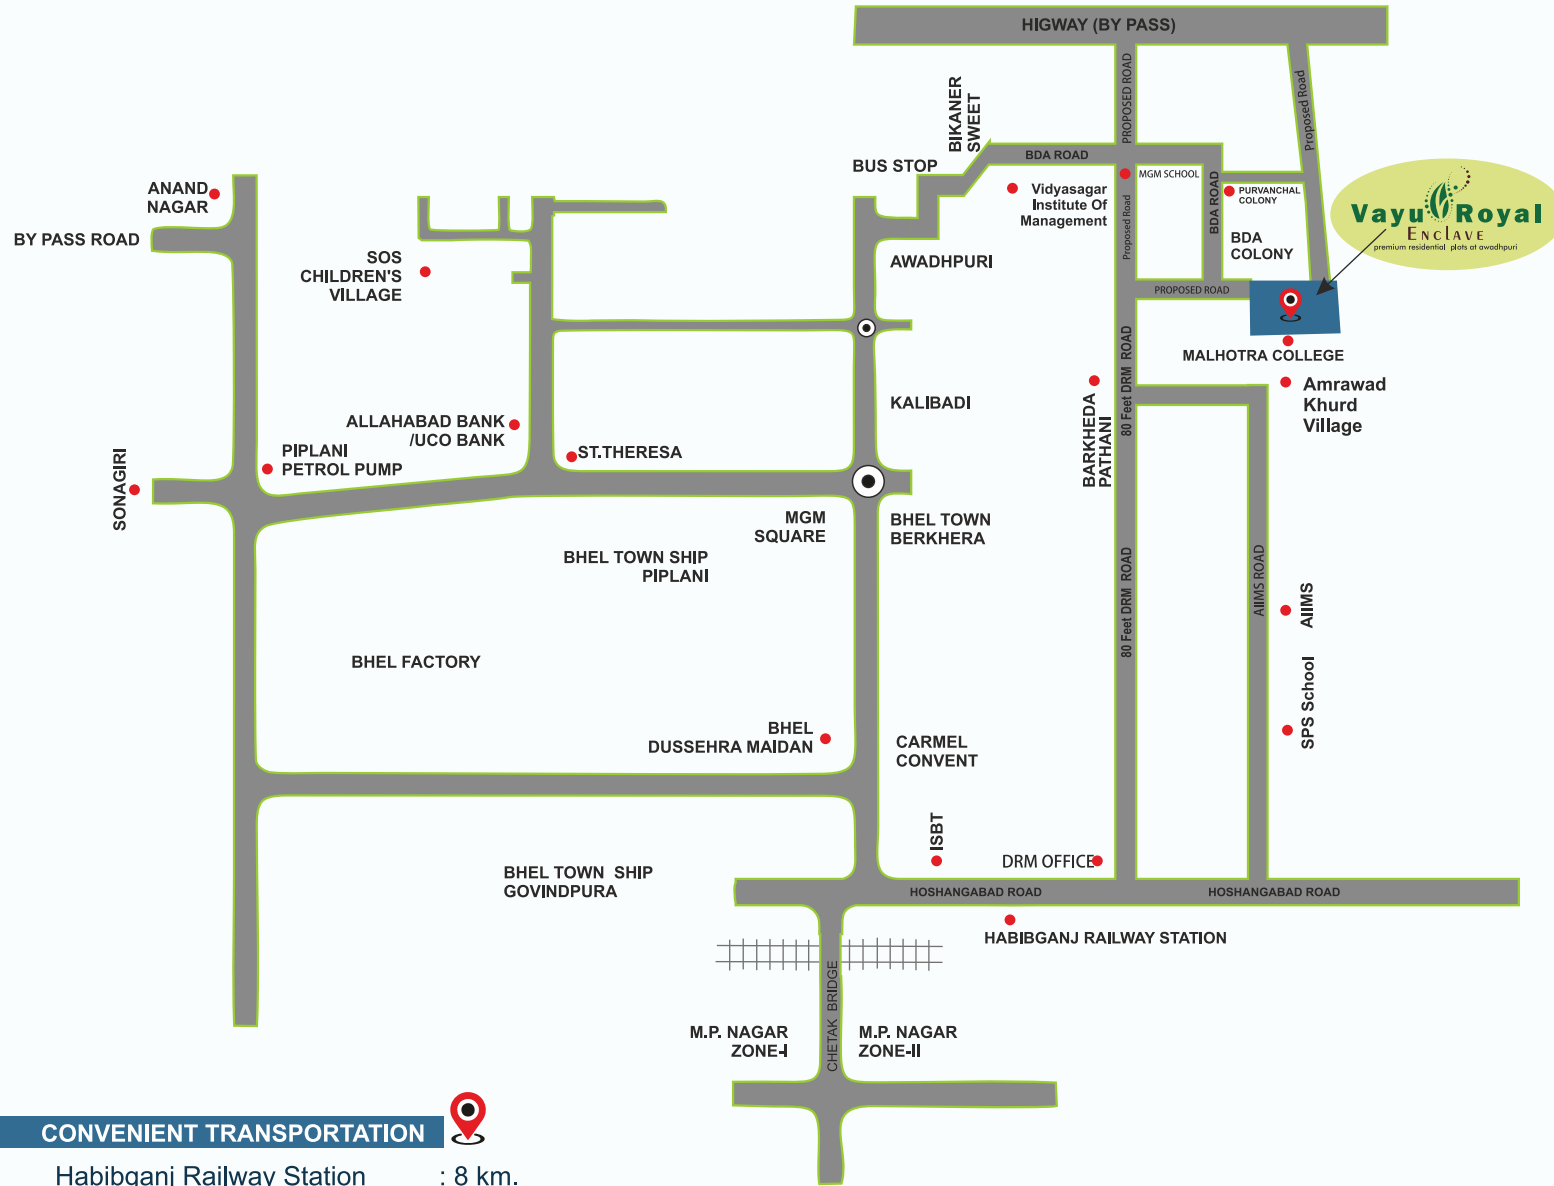 HIGWAY (BY PASS)
PROPOSED ROAD
Proposed Road
BIKANER
SWEET
BUS STOP
BDA ROAD
MGM SCHOOL
Vidyasagar
Institute Of
Management
Proposed Road
BDA ROAD
PURVANCHAL
COLONY
BDA
COLONY
Vayu Royal
ENCLAVE
premium residential plots at awadhpuri
ANAND
NAGAR
BY PASS ROAD
SOS
CHILDREN'S
VILLAGE
AWADHPURI
PROPOSED ROAD
MALHOTRA COLLEGE
Amrawad
Khurd
Village
80 Feet DRM ROAD
BARKHEDA
PATHANI
KALIBADI
ALLAHABAD BANK
/UCO BANK
ST.THERESA
PIPLANI
PETROL PUMP
SONAGIRI
MGM
SQUARE
BHEL TOWN
BERKHERA
BHEL TOWN SHIP
PIPLANI
80 Feet DRM ROAD
AIIMS ROAD
AIIMS
SPS School
BHEL FACTORY
BHEL
DUSSEHRA MAIDAN
CARMEL
CONVENT
ISBT
DRM OFFICE
BHEL TOWN SHIP
GOVINDPURA
HOSHANGABAD ROAD
HOSHANGABAD ROAD
HABIBGANJ RAILWAY STATION
CHETAK BRIDGE
M.P. NAGAR
ZONE-I
M.P. NAGAR
ZONE-II
CONVENIENT TRANSPORTATION
Habibganj Railway Station : 8 km.